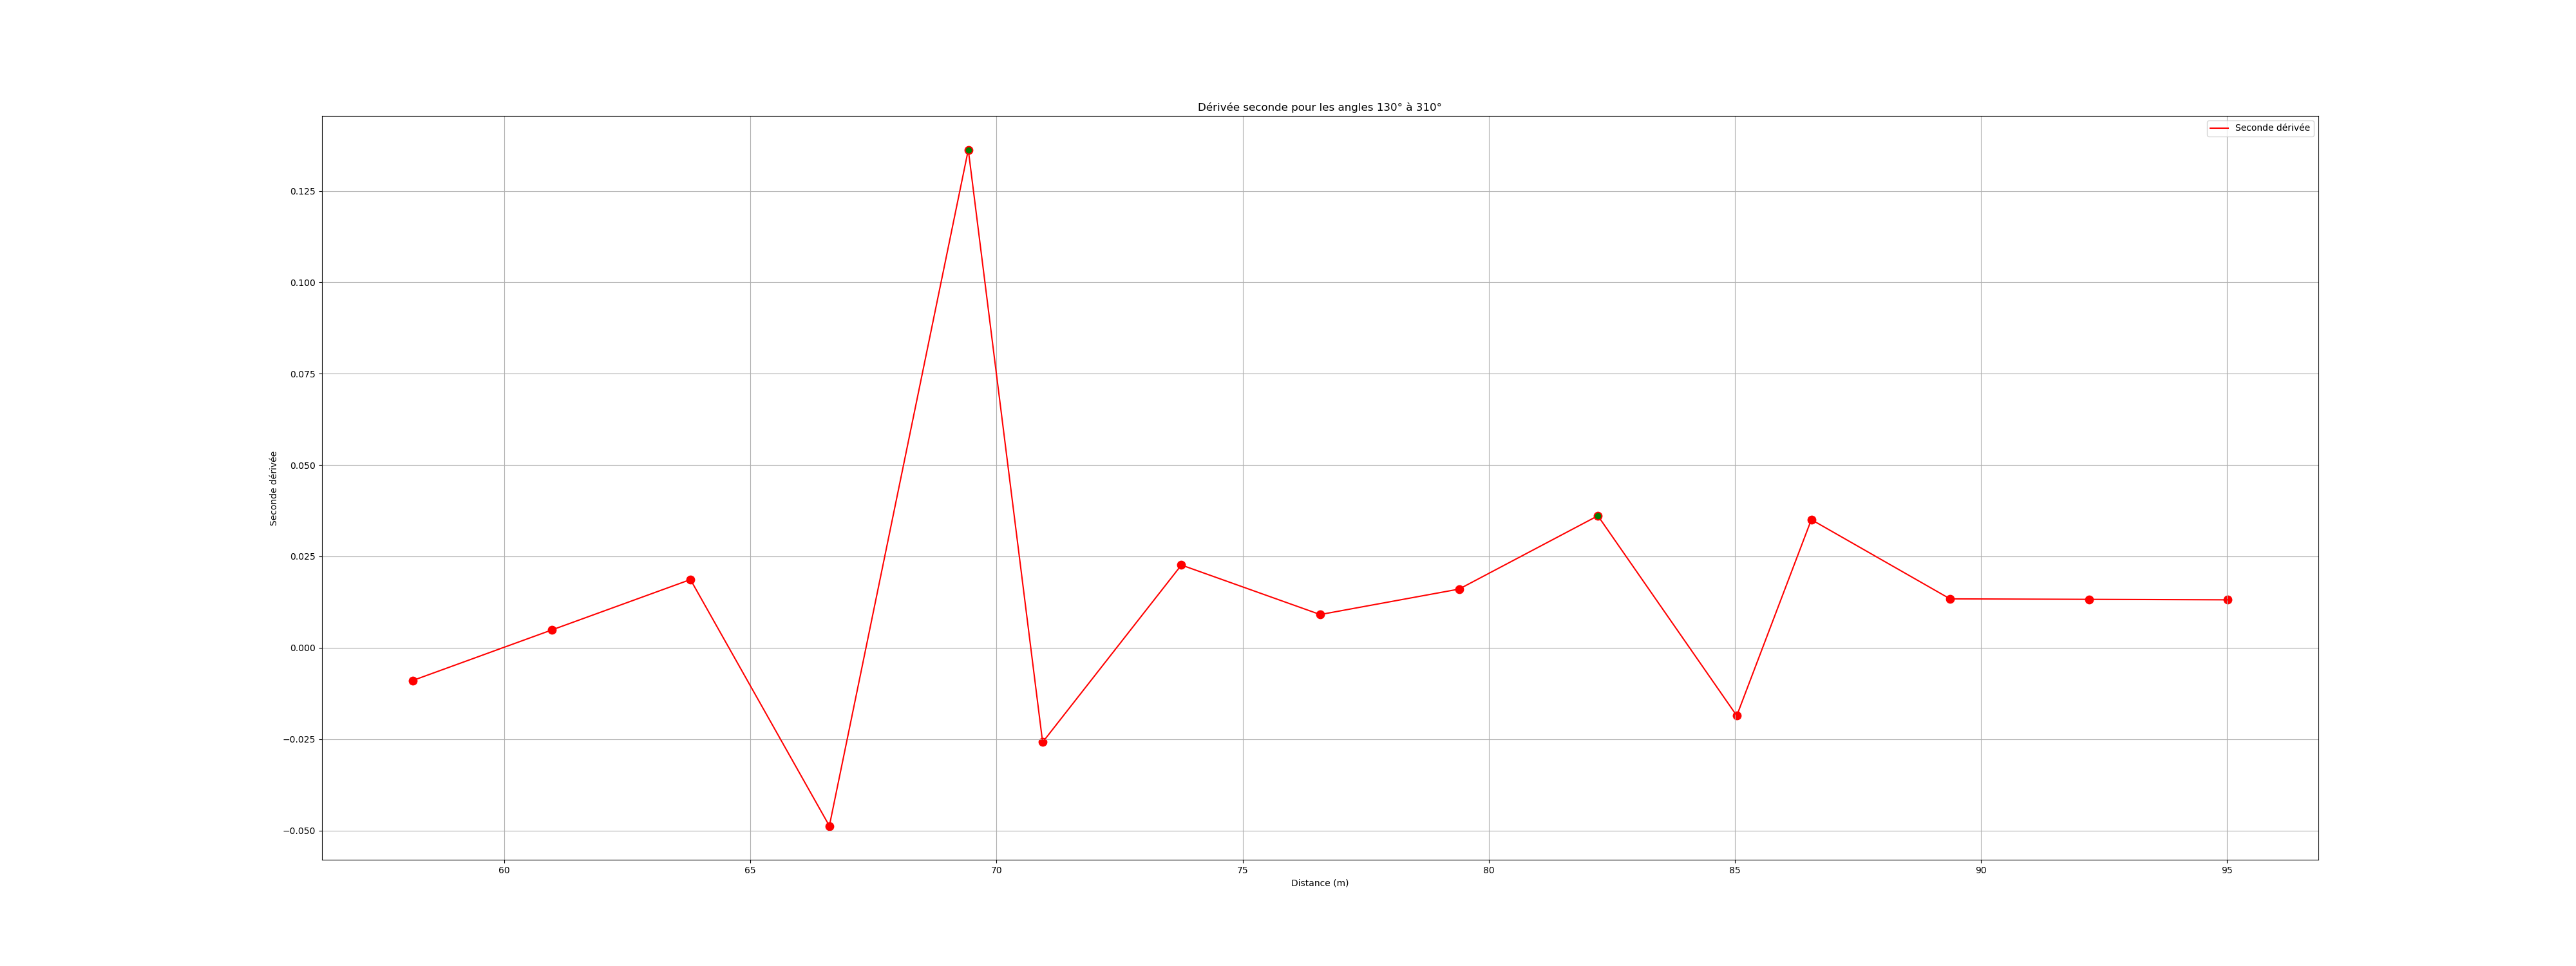 Dérivée seconde pour les angles 130° à 310°
Seconde dérivée
0.125
0.100
0.075
0.050
0.025
0.000
−0.025
−0.050
Seconde dérivée
60 65 70 75 80 85 90 95
Distance (m)